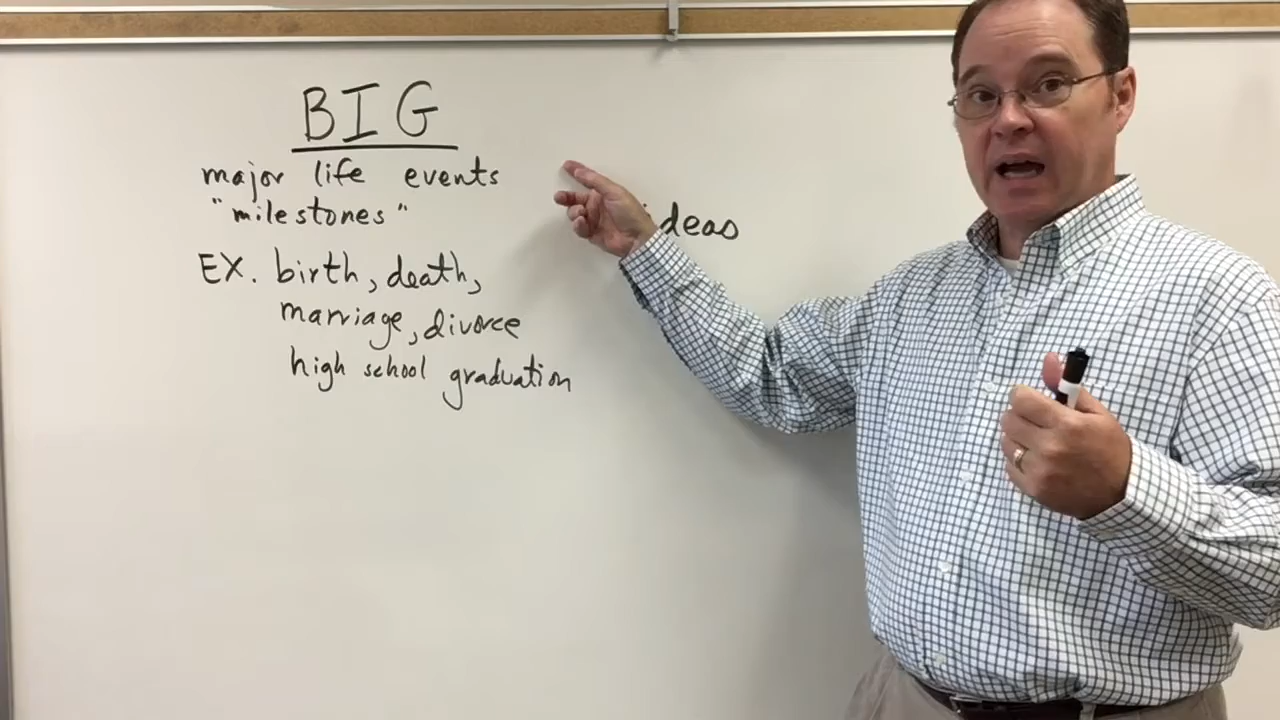 BIG
major life events
"milestones"
ideas
EX. birth, death,
marriage, divorce
high school graduation